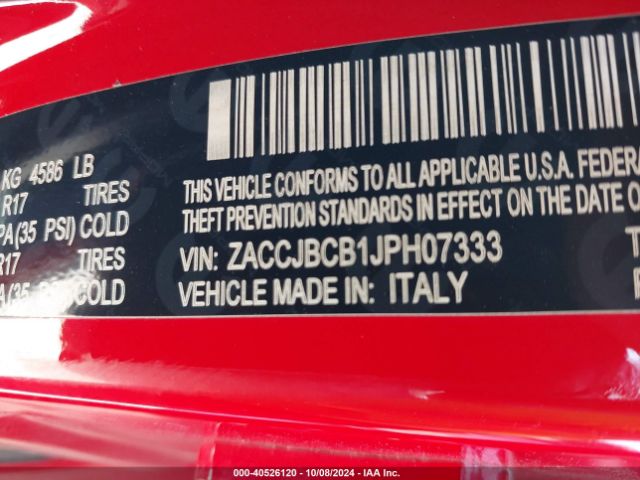 KG 4586 LB
R17 TIRES
PA(35 PSI) COLD
R17 TIRES
COLD
THIS VEHICLE CONFORMS TO ALL APPLICABLE U.S.A. FEDERA
THEFT PREVENTION STANDARDS IN EFFECT ON THE DATE O
VIN: ZACCJBCB1JPH07333
VEHICLE MADE IN: ITALY
000-40526120 • 10/08/2024 • IAA Inc.